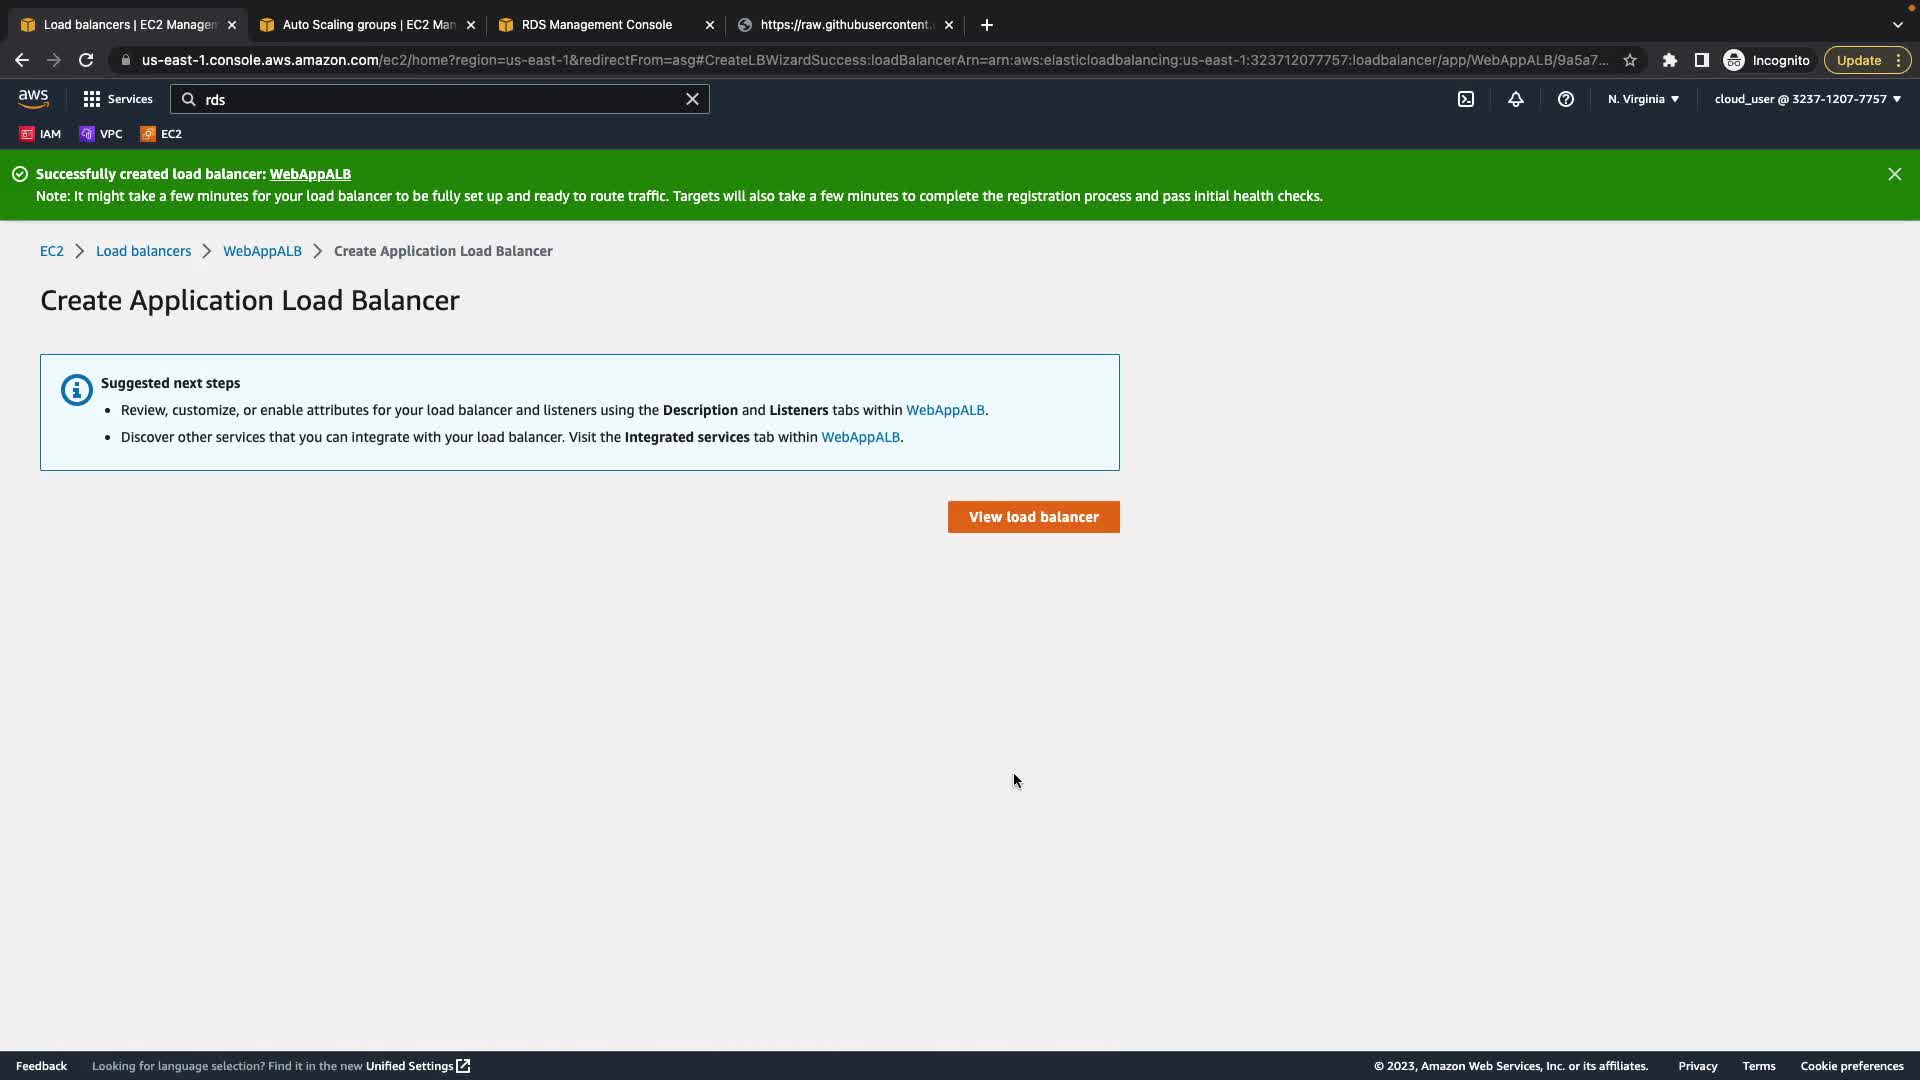 Load balancers | EC2 Managem
Auto Scaling groups | EC2 Man
RDS Management Console
https://raw.githubusercontent.
us-east-1.console.aws.amazon.com/ec2/home?region=us-east-1&redirectFrom=asg#CreateLBWizardSuccess:loadBalancerArn=arn:aws:elasticloadbalancing:us-east-1:323712077757:loadbalancer/app/WebAppALB/9a5a7...
Incognito
Update
aws
Services
rds
N. Virginia
cloud_user @ 3237-1207-7757
IAM
VPC
EC2
Successfully created load balancer: WebAppALB
Note: It might take a few minutes for your load balancer to be fully set up and ready to route traffic. Targets will also take a few minutes to complete the registration process and pass initial health checks.
EC2 > Load balancers > WebAppALB > Create Application Load Balancer
Create Application Load Balancer
Suggested next steps
• Review, customize, or enable attributes for your load balancer and listeners using the Description and Listeners tabs within WebAppALB.
• Discover other services that you can integrate with your load balancer. Visit the Integrated services tab within WebAppALB.
View load balancer
Feedback
Looking for language selection? Find it in the new Unified Settings
© 2023, Amazon Web Services, Inc. or its affiliates.
Privacy
Terms
Cookie preferences